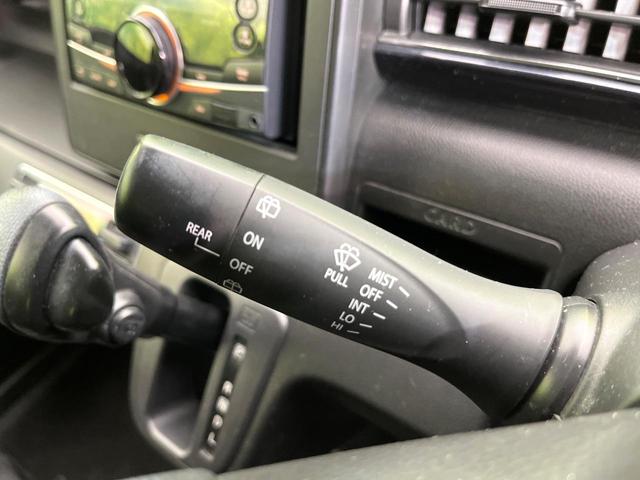 CARD
REAR
ON
OFF
PULL
MIST
OFF
INT
LO
HI